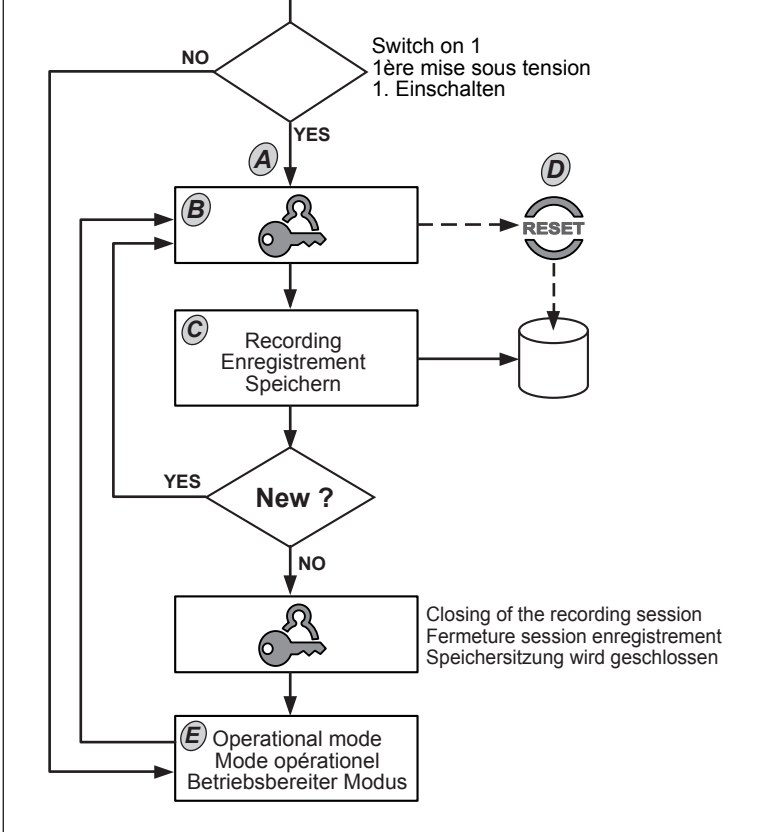 NO
Switch on 1
1ère mise sous tension
1. Einschalten
YES
A
D
B
RESET
C
Recording
Enregistrement
Speichern
YES
New ?
NO
Closing of the recording session
Fermeture session enregistrement
Speichersitzung wird geschlossen
E
Operational mode
Mode opérationel
Betriebsbereiter Modus